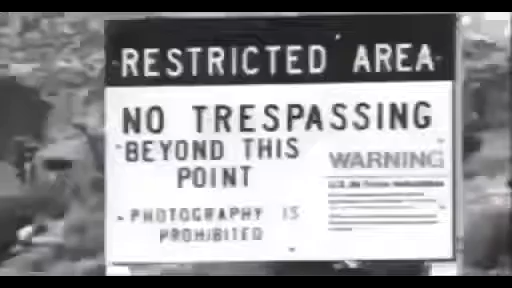 RESTRICTED AREA
NO TRESPASSING
BEYOND THIS
POINT
WARNING
PHOTOGRAPHY IS
PROHIBITED